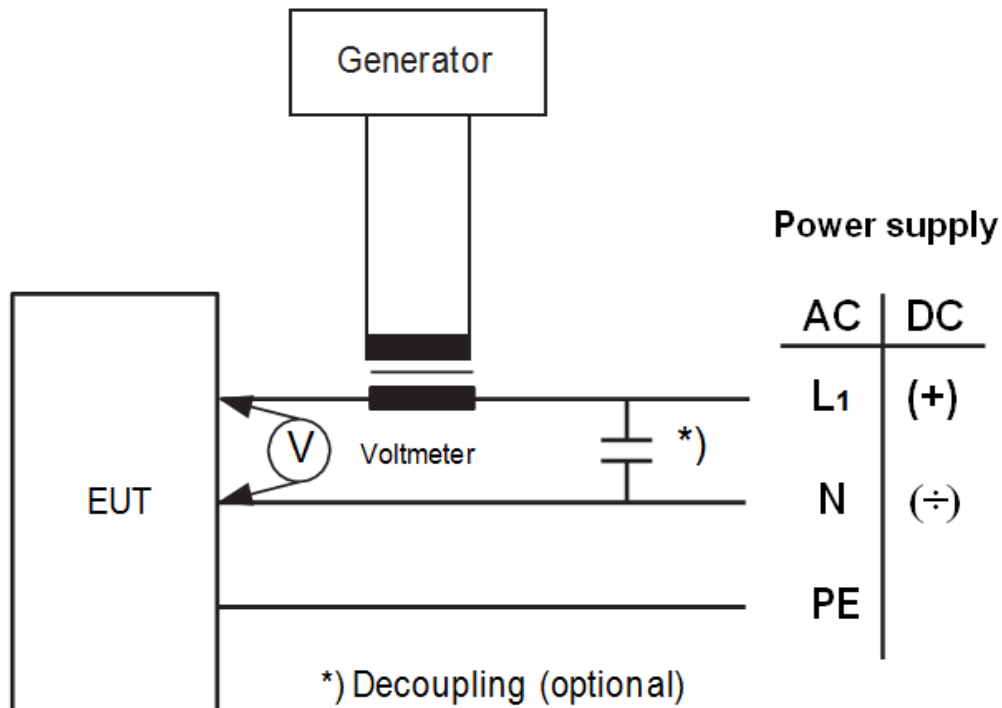 Generator
Power supply
AC DC
L1 (+)
V Voltmeter *)
EUT N (÷)
PE
*) Decoupling (optional)